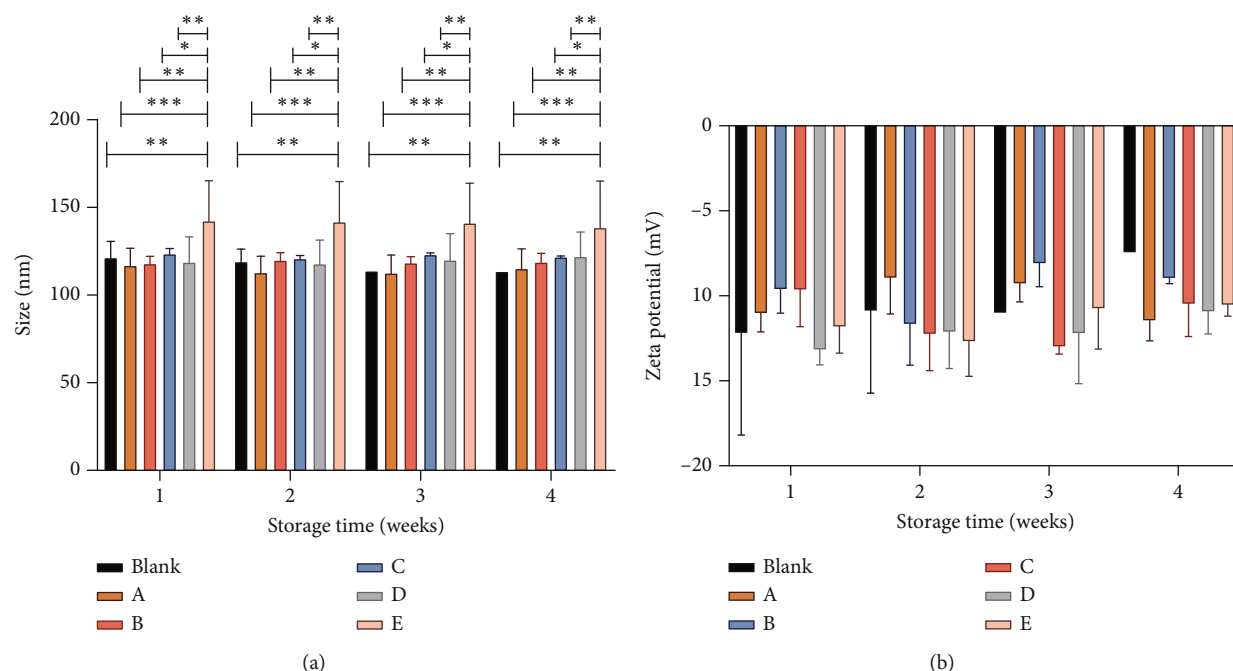 ** ** ** **
* * * *
** ** ** **
*** *** *** ***
** ** ** **
200
150
100
50
0
Size (nm)
1 2 3 4
Storage time (weeks)
Blank C
A D
B E
(a)
0
–5
10
15
–20
Zeta potential (mV)
1 2 3 4
Storage time (weeks)
Blank C
A D
B E
(b)